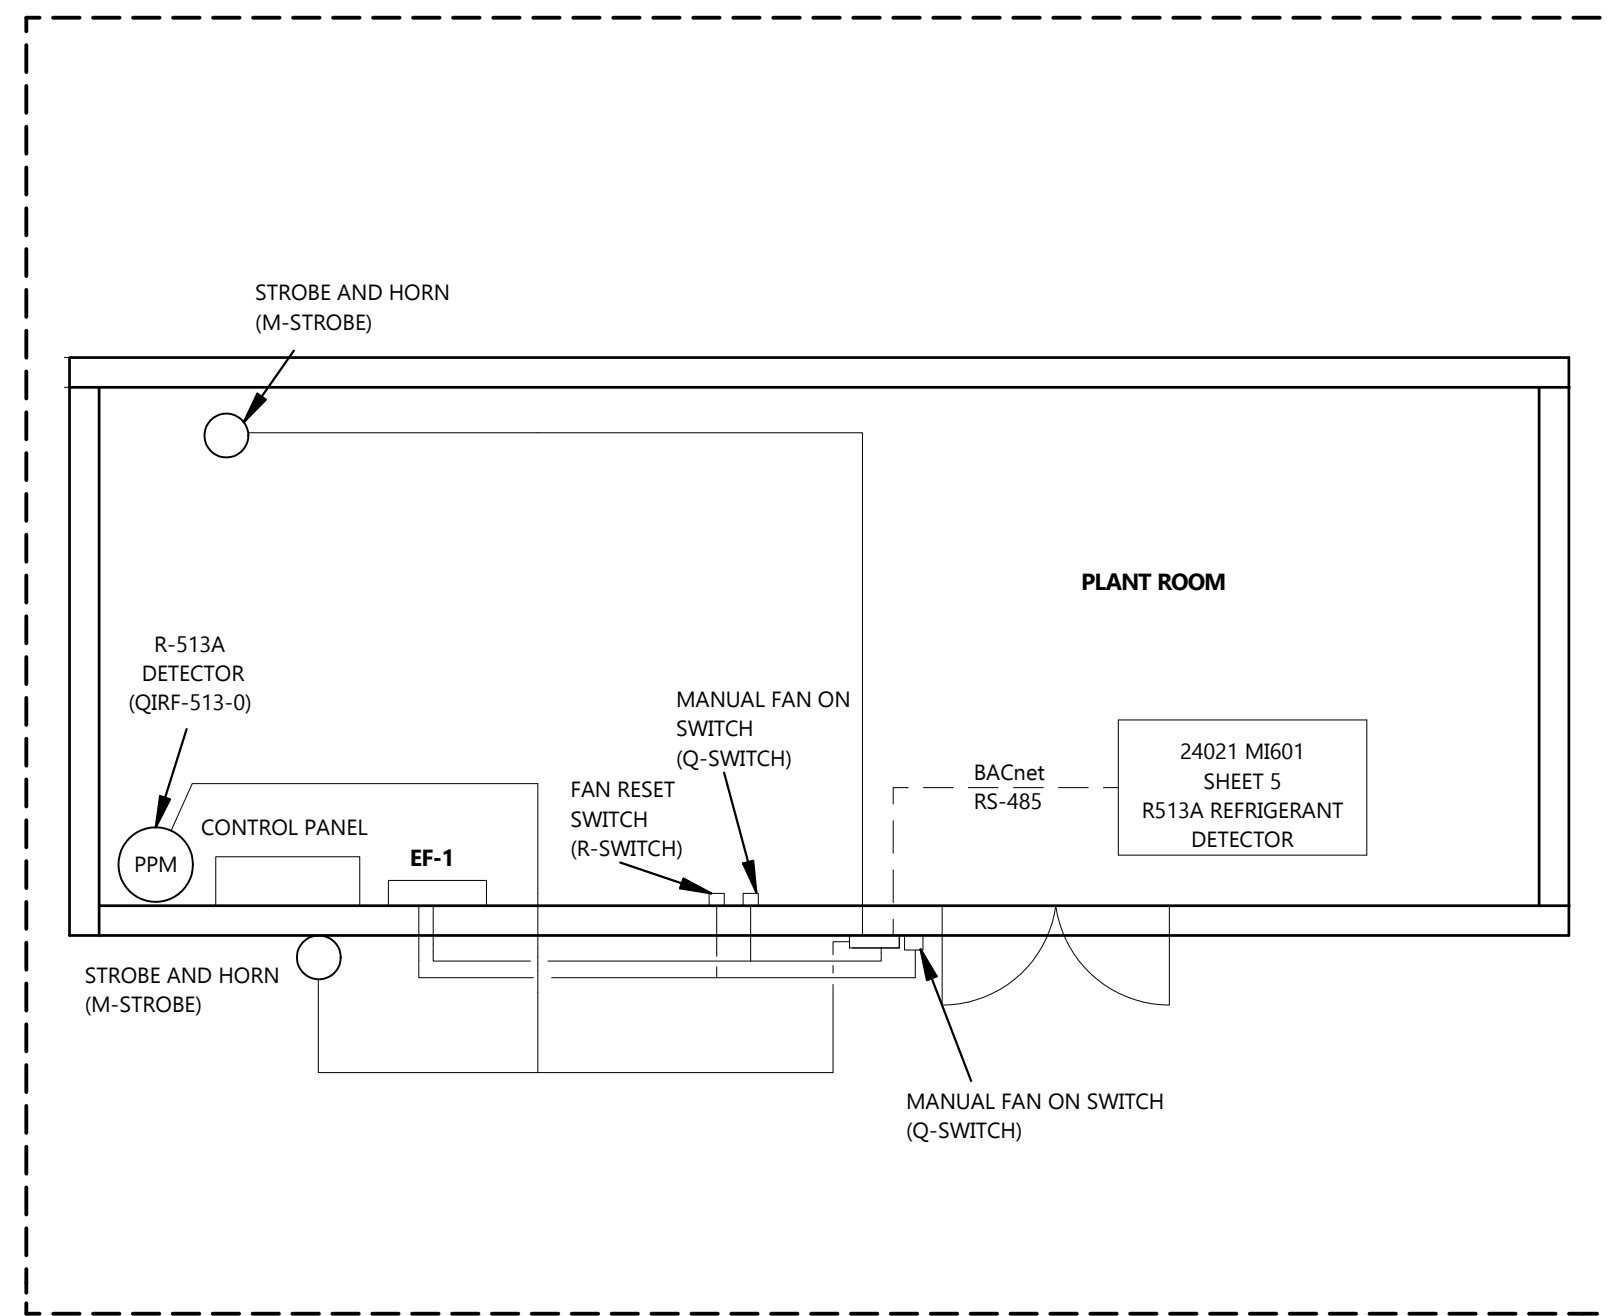 STROBE AND HORN
(M-STROBE)
PLANT ROOM
R-513A
DETECTOR
(QIRF-513-0)
MANUAL FAN ON
SWITCH
(Q-SWITCH)
FAN RESET
SWITCH
(R-SWITCH)
BACnet
RS-485
24021 MI601
SHEET 5
R513A REFRIGERANT
DETECTOR
CONTROL PANEL
EF-1
PPM
STROBE AND HORN
(M-STROBE)
MANUAL FAN ON SWITCH
(Q-SWITCH)